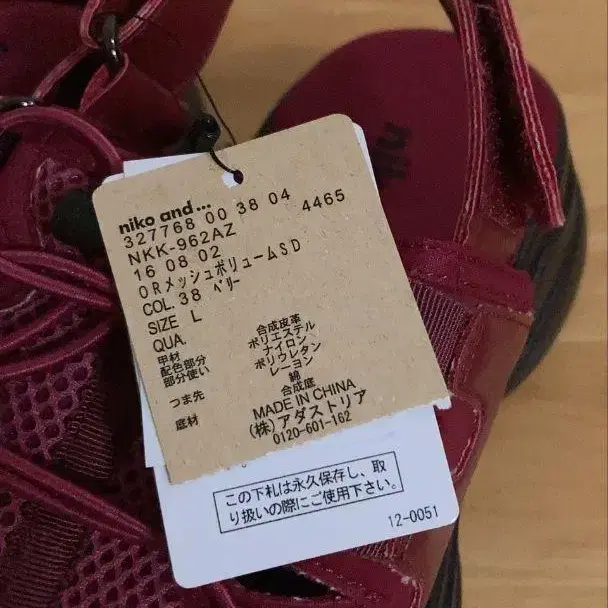 niko and...
327768 00 38 04 4465
NKK-962AZ
16 08 02
ORメッシュボリュームSD
COL. 38 ベリー
SIZE L
QUA.
甲材 合成皮革
配色部分 ポリエステル
部分使い ナイロン
ポリウレタン
レーヨン
つま先 綿
底材 合成底
MADE IN CHINA
(株)アダストリア
0120-601-162
この下札は永久保存し、取
り扱いの際にご使用下さい。
12-0051